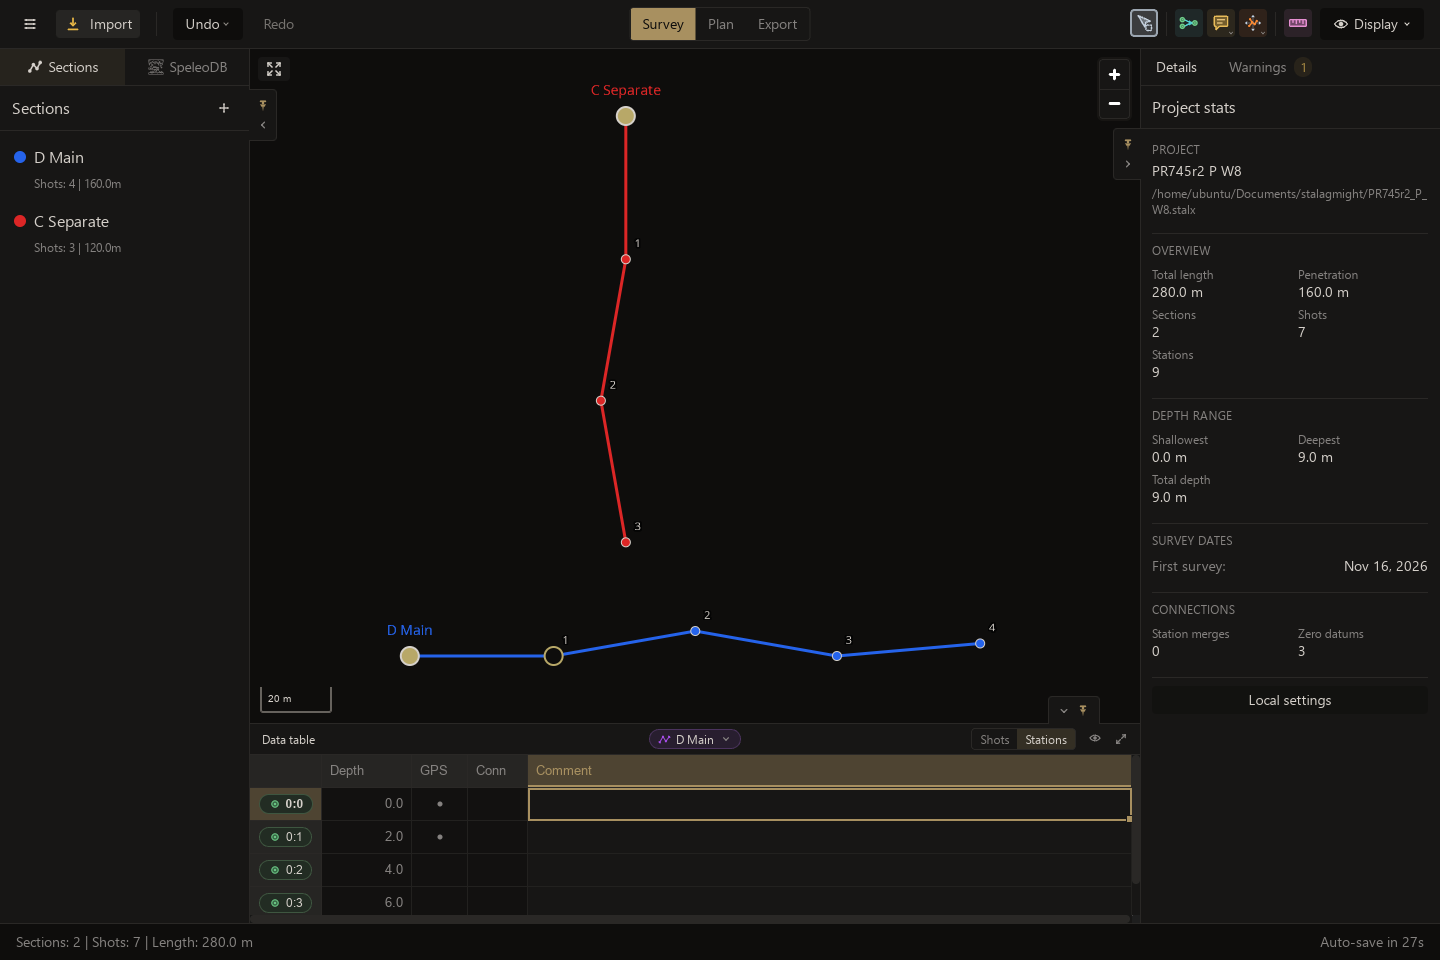 Import
Undo
Redo
Survey
Plan
Export
Display
Sections
SpeleoDB
Sections
D Main
Shots: 4 | 160.0m
C Separate
Shots: 3 | 120.0m
C Separate
1
2
3
D Main
1
2
3
4
20 m
Details
Warnings
1
Project stats
PROJECT
PR745r2 P W8
/home/ubuntu/Documents/stalagmight/PR745r2_P_
W8.stalx
OVERVIEW
Total length
Penetration
280.0 m
160.0 m
Sections
Shots
2
7
Stations
9
DEPTH RANGE
Shallowest
Deepest
0.0 m
9.0 m
Total depth
9.0 m
SURVEY DATES
First survey:
Nov 16, 2026
CONNECTIONS
Station merges
Zero datums
0
3
Local settings
Data table
D Main
Shots
Stations
Depth
GPS
Conn
Comment
0:0
0.0
0:1
2.0
0:2
4.0
0:3
6.0
Sections: 2 | Shots: 7 | Length: 280.0 m
Auto-save in 27s